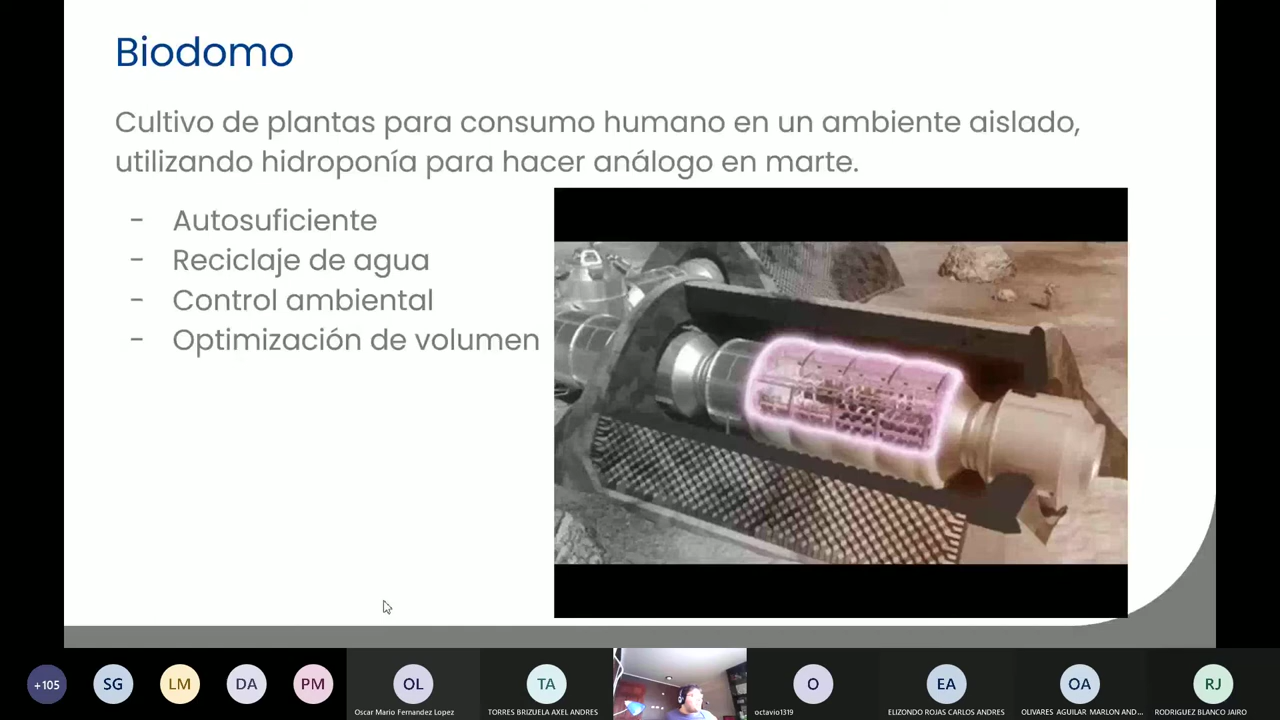 Biodomo
Cultivo de plantas para consumo humano en un ambiente aislado,
utilizando hidroponía para hacer análogo en marte.
- Autosuficiente
- Reciclaje de agua
- Control ambiental
- Optimización de volumen
+105
SG
LM
DA
PM
OL
TA
O
EA
OA
RJ
Oscar Mario Fernandez Lopez
TORRES BRIZUELA AXEL ANDRES
octavio1319
ELIZONDO ROJAS CARLOS ANDRES
OLIVARES AGUILAR MARLON AND...
RODRIGUEZ BLANCO JAIRO